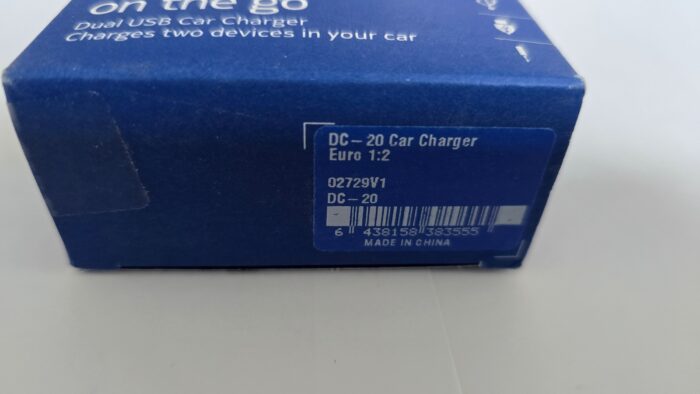 on the go
Dual USB Car Charger
Charges two devices in your car
DC-20 Car Charger
Euro 1:2
02729V1
DC-20
6 438158 383555
MADE IN CHINA